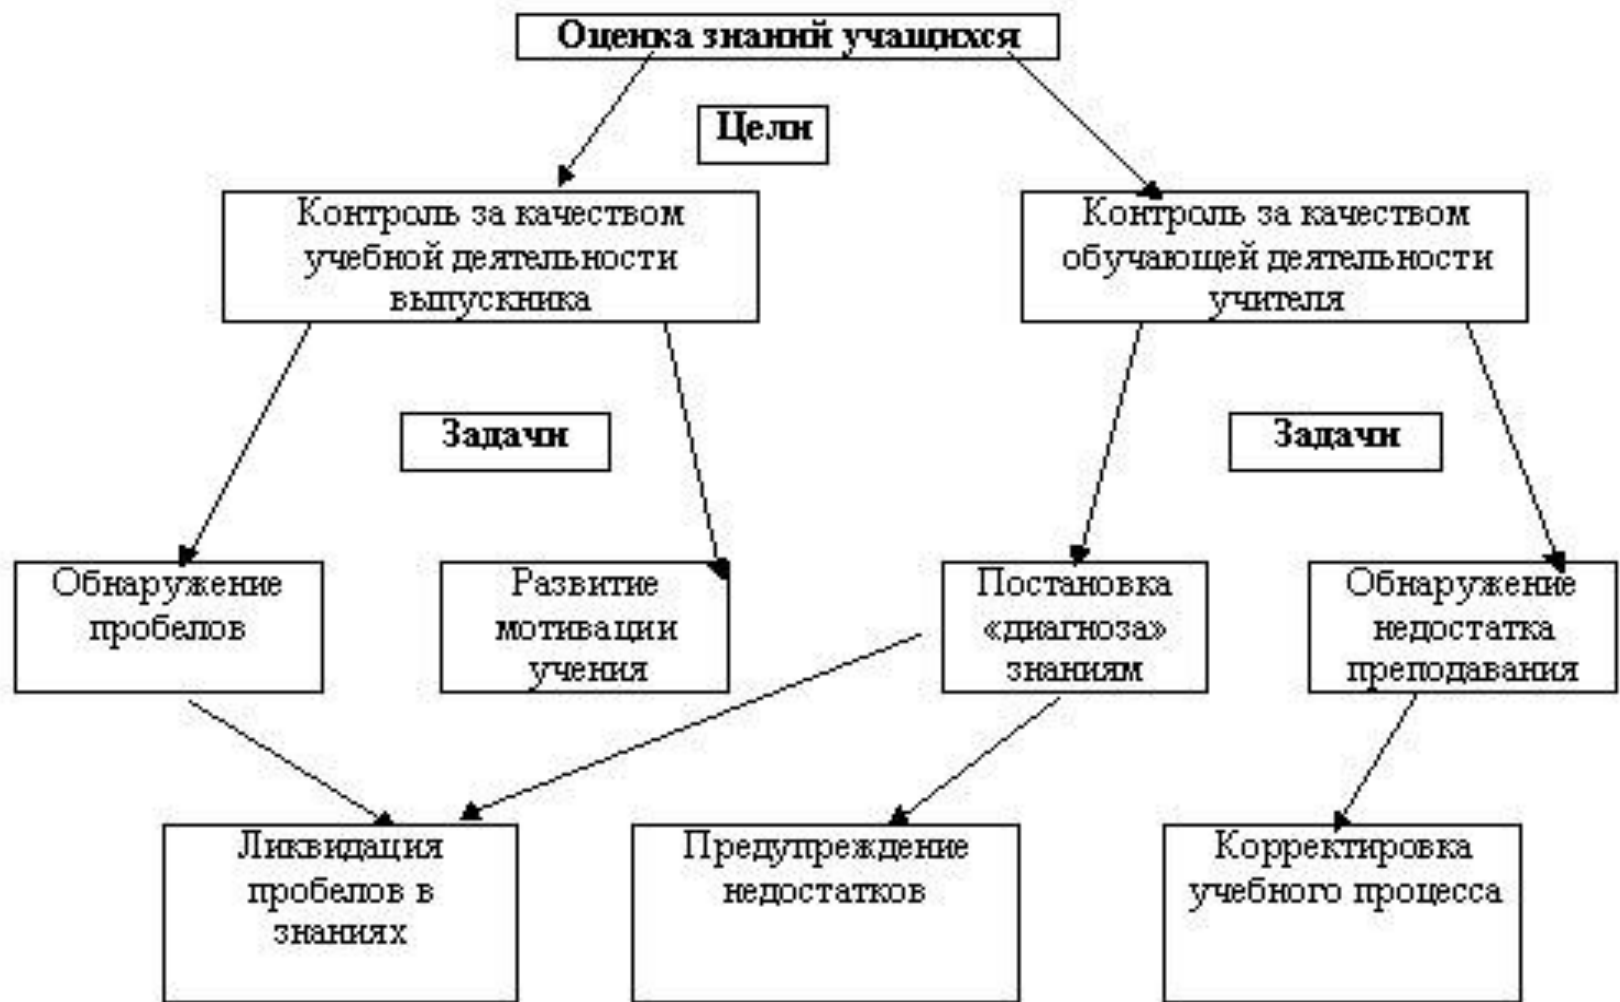 Оценка знаний учащихся
Цели
Контроль за качеством
учебной деятельности
выпускника
Контроль за качеством
обучающей деятельности
учителя
Задачи
Задачи
Обнаружение
пробелов
Развитие
мотивации
учения
Постановка
«диагноза»
знаниям
Обнаружение
недостатка
преподавания
Ликвидация
пробелов в
знаниях
Предупреждение
недостатков
Корректировка
учебного процесса